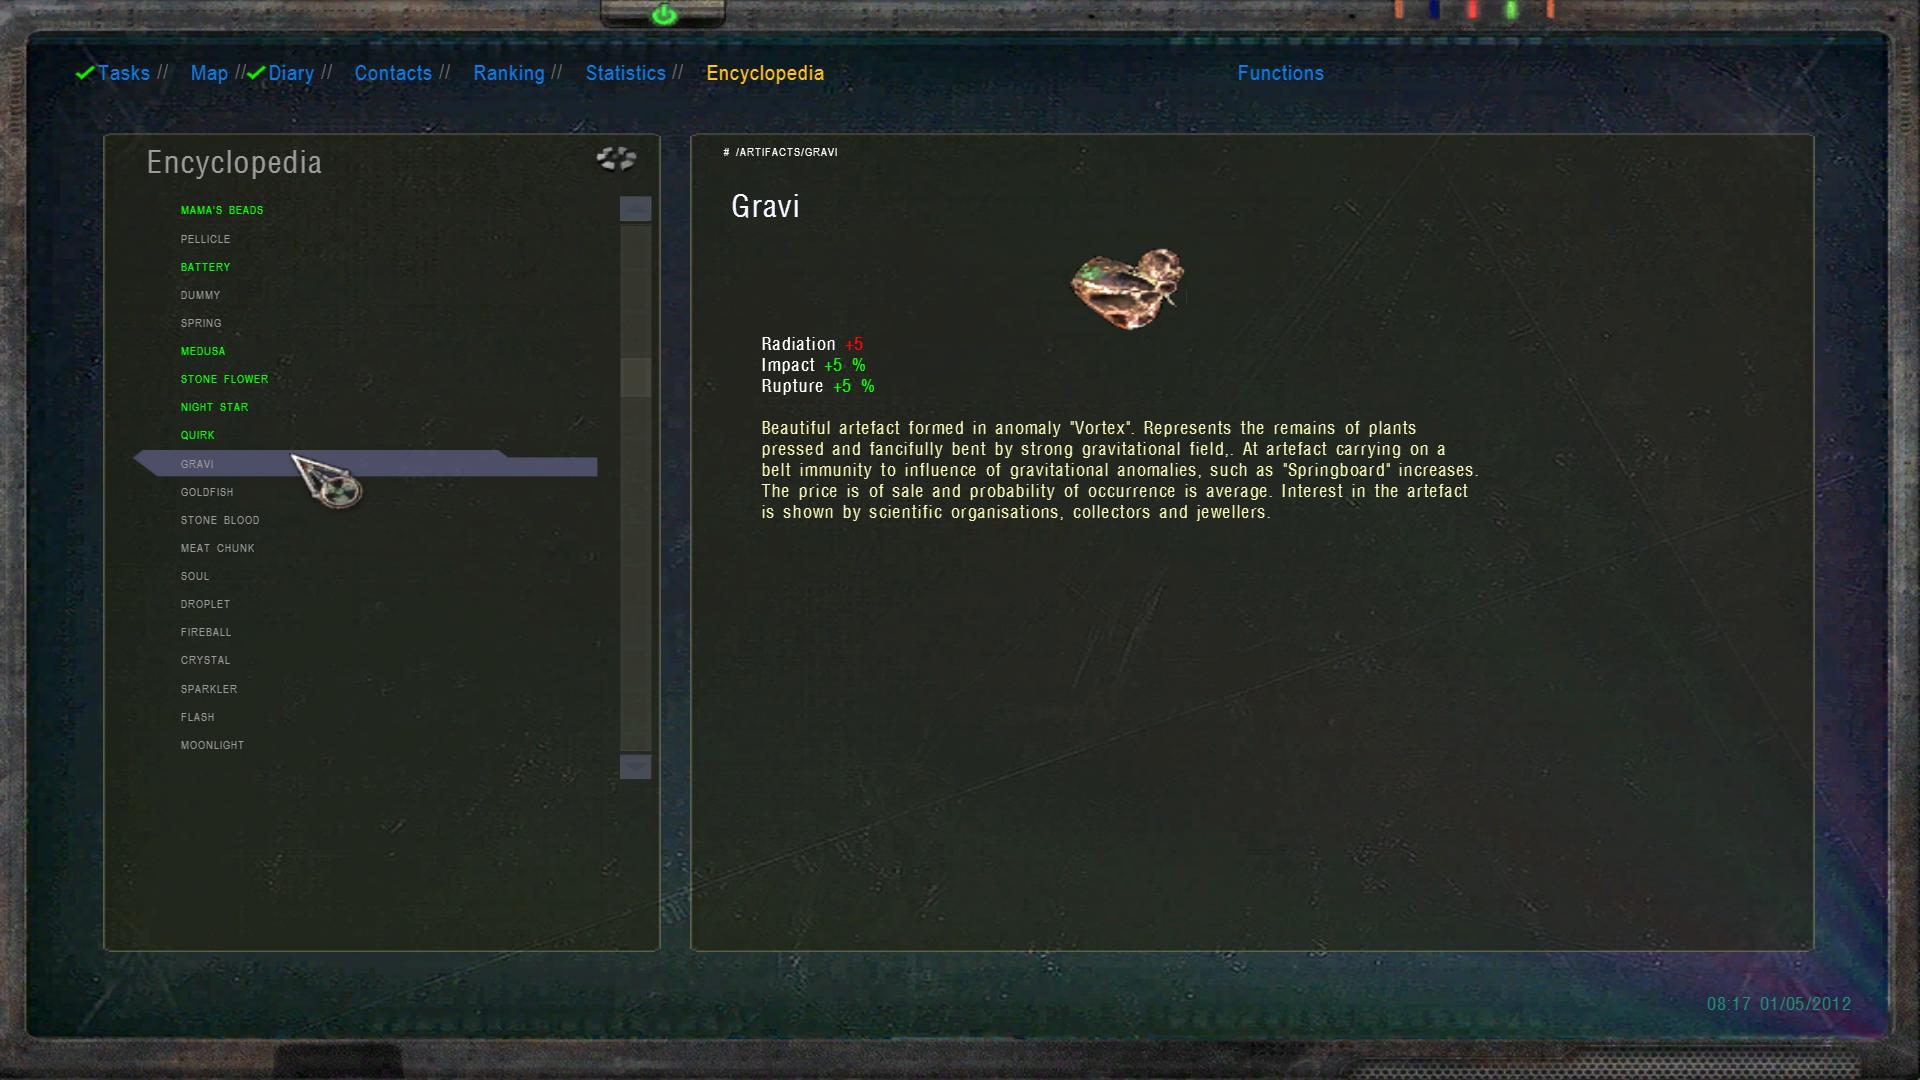 Tasks // Map // Diary // Contacts // Ranking // Statistics // Encyclopedia Functions
Encyclopedia
MAMA'S BEADS
PELLICLE
BATTERY
DUMMY
SPRING
MEDUSA
STONE FLOWER
NIGHT STAR
QUIRK
GRAVI
GOLDFISH
STONE BLOOD
MEAT CHUNK
SOUL
DROPLET
FIREBALL
CRYSTAL
SPARKLER
FLASH
MOONLIGHT
# /ARTIFACTS/GRAVI
Gravi
Radiation +5
Impact +5 %
Rupture +5 %
Beautiful artefact formed in anomaly "Vortex". Represents the remains of plants
pressed and fancifully bent by strong gravitational field,. At artefact carrying on a
belt immunity to influence of gravitational anomalies, such as "Springboard" increases.
The price is of sale and probability of occurrence is average. Interest in the artefact
is shown by scientific organisations, collectors and jewellers.
08:17 01/05/2012